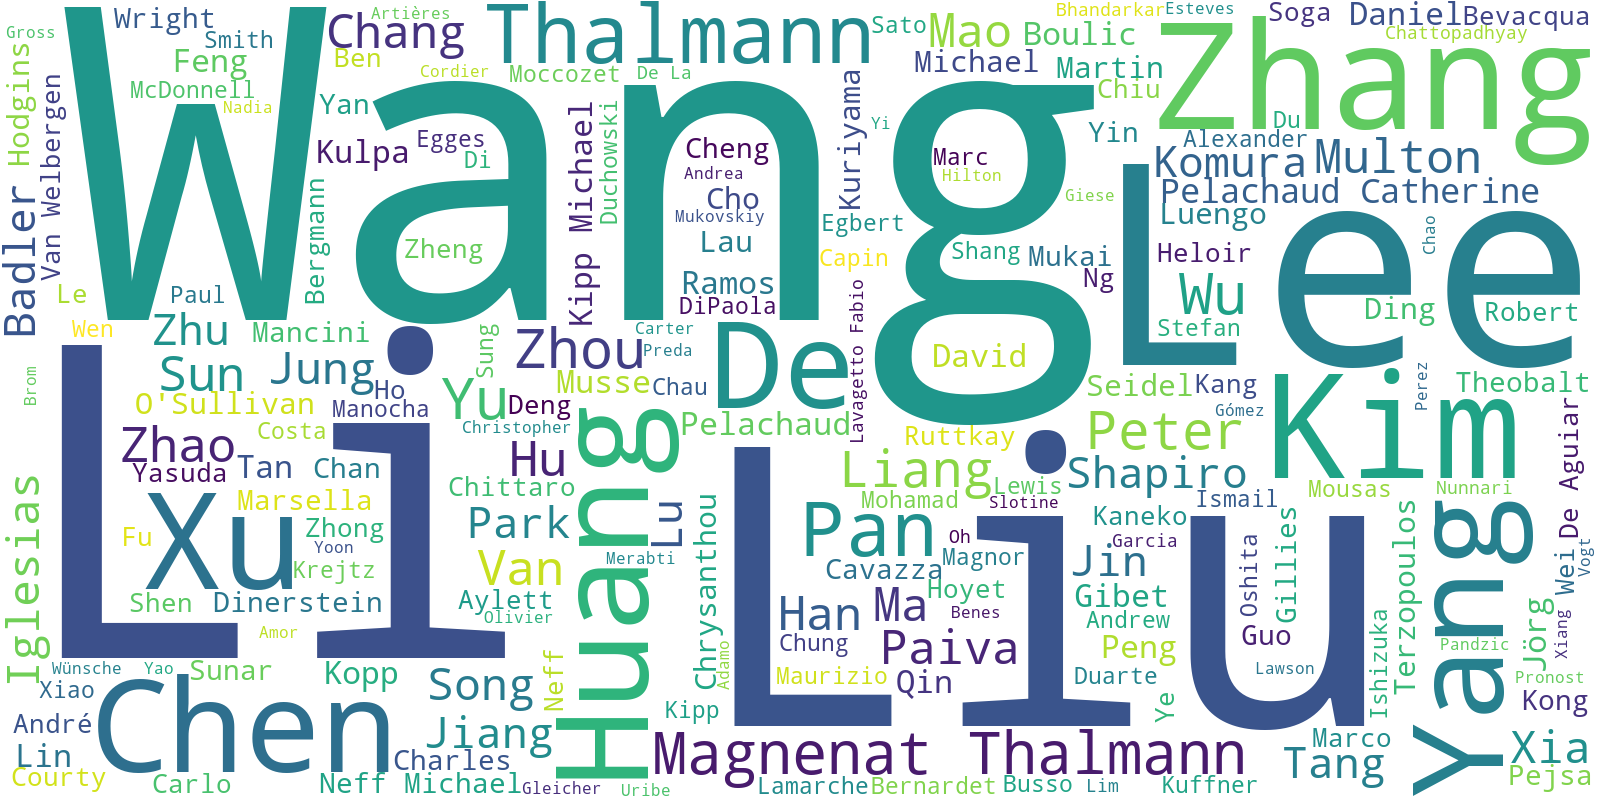 Gross
Wright
Artières
Chang
Thalmann
Sato
Mao
Bhandarkar
Esteves
Soga
Daniel
Bevacqua
Smith
Ben
Boulic
Chattopadhyay
Feng
Cordier
Moccozet
De La
Michael
Martin
Zhang
Hodgins
Van Welbergen
McDonnell
Nadia
Yan
Wang
Chiu
Du
Yi
Yin
Alexander
Kulpa
Egges
Di
Duchowski
Kipp Michael
Cheng
Andrea
Kuriyama
Marc
Hilton
Komura
Multon
Badler
Bergmann
Cho
Mukovskiy
Giese
Pelachaud Catherine
Egbert
Lau
Luengo
Chao
Zheng
Capin
Shang
Mukai
Heloir
Lee
Ramos
Ng
Wu
Le
Paul
DiPaola
Lavagetto Fabio
Ding
Robert
Wen
Zhu
Mancini
Sung
Zhou
Carter
Preda
De
David
Stefan
Brom
Sun
Jung
Ho
Musse
Chau
Seidel
Kang
Kim
Perez
Theobalt
O'Sullivan
Manocha
Yu
Deng
Christopher
Pelachaud
Ruttkay
Peter
Gómez
De Aguiar
Costa
Zhao
Li
Hu
Huang
Liang
Shapiro
Yasuda
Tan
Chan
Chittaro
Mohamad
Lewis
Slotine
Ismail
Mousas
Nunnari
Iglesias
Marsella
Xu
Fu
Zhong
Yoon
Park
Lu
Chrysanthou
Pan
Liu
Kaneko
Oh
Garcia
Oshita
Gillies
Terzopoulos
Yang
Wei
Vogt
Krejtz
Van
Merabti
Cavazza
Magnor
Jin
Shen
Dinerstein
Aylett
Olivier
Hoyet
Benes
Han
Ma
Gibet
Andrew
Ishizuka
Jörg
Xiang
Amor
Chung
Paiva
Peng
Guo
Pandzic
Wünsche
Yao
Sunar
Kopp
Song
Neff
Adamo
Maurizio
Qin
Duarte
Lawson
Pronost
Xiao
Chen
Kipp
Ye
Kong
André
Jiang
Marco
Lin
Charles
Magnenat Thalmann
Tang
Xia
Courty
Carlo
Neff Michael
Gleicher
Uribe
Lamarche
Bernardet
Busso
Lim
Kuffner
Pejsa